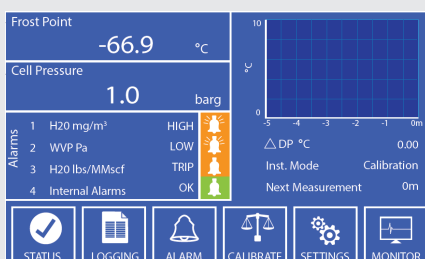 Frost Point
-66.9 °C
Cell Pressure
1.0 barg
Alarms
1 H20 mg/m³ HIGH
2 WVP Pa LOW
3 H20 lbs/MMscf TRIP
4 Internal Alarms OK
10
°C
0
-5 -4 -3 -2 -1 0m
△ DP °C 0.00
Inst. Mode Calibration
Next Measurement 0m
STATUS LOGGING ALARM CALIBRATE SETTINGS MONITOR